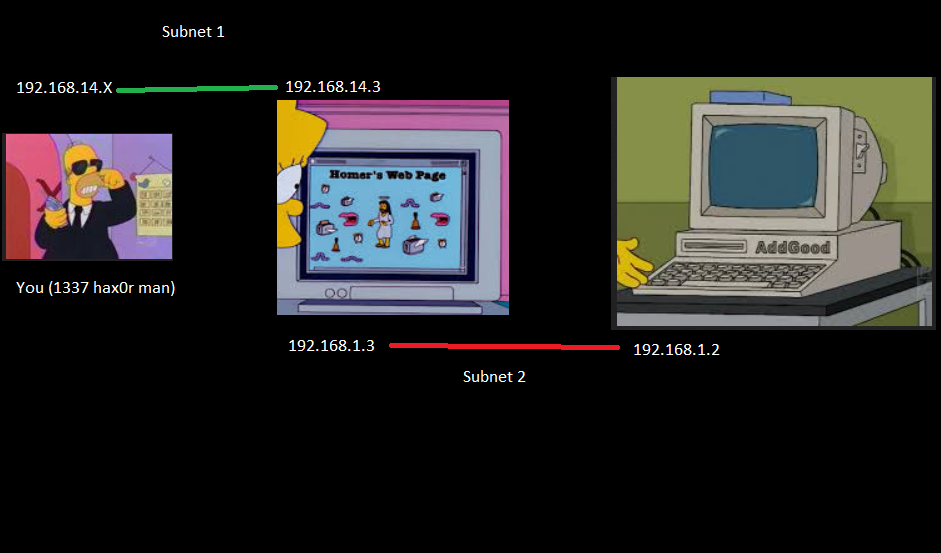 Subnet 1
192.168.14.X
192.168.14.3
Homer's Web Page
AddGood
You (1337 hax0r man)
192.168.1.3
192.168.1.2
Subnet 2